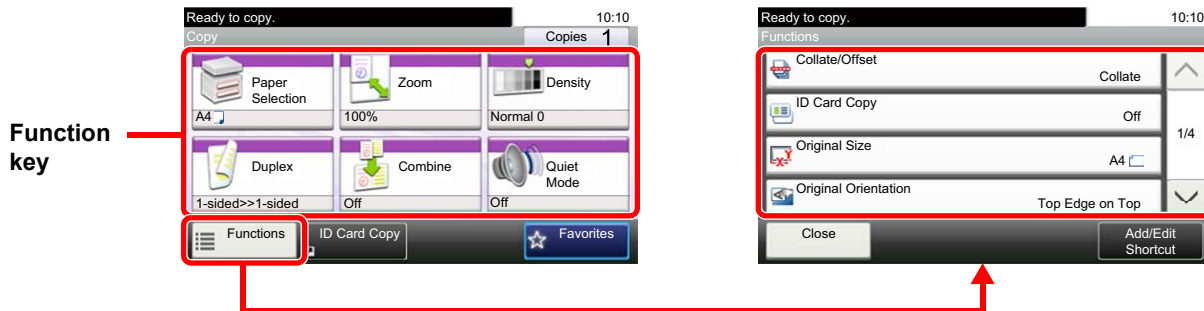 Function
key
Ready to copy.
10:10
Copy
Copies 1
Paper
Selection
A4
Zoom
100%
Density
Normal 0
Duplex
1-sided>>1-sided
Combine
Off
Quiet
Mode
Off
Functions
ID Card Copy
Favorites
Ready to copy.
10:10
Functions
Collate/Offset
Collate
ID Card Copy
Off
Original Size
A4
Original Orientation
Top Edge on Top
1/4
Close
Add/Edit
Shortcut